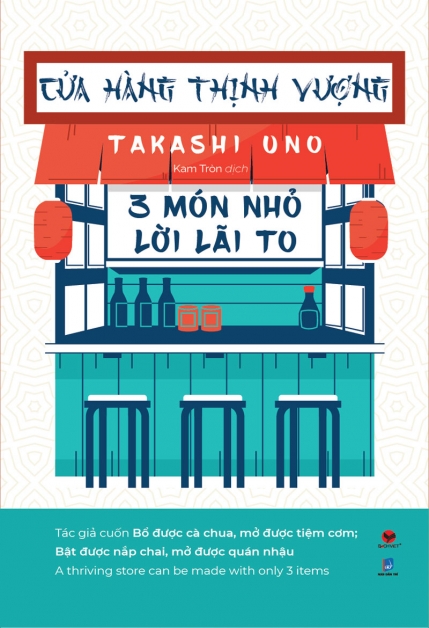 CỬA HÀNG THỊNH VƯỢNG
TAKASHI UNO
Kam Tròn dịch
3 MÓN NHỎ
LỜI LÃI TO
Tác giả cuốn Bổ được cà chua, mở được tiệm cơm;
Bật được nắp chai, mở được quán nhậu
A thriving store can be made with only 3 items